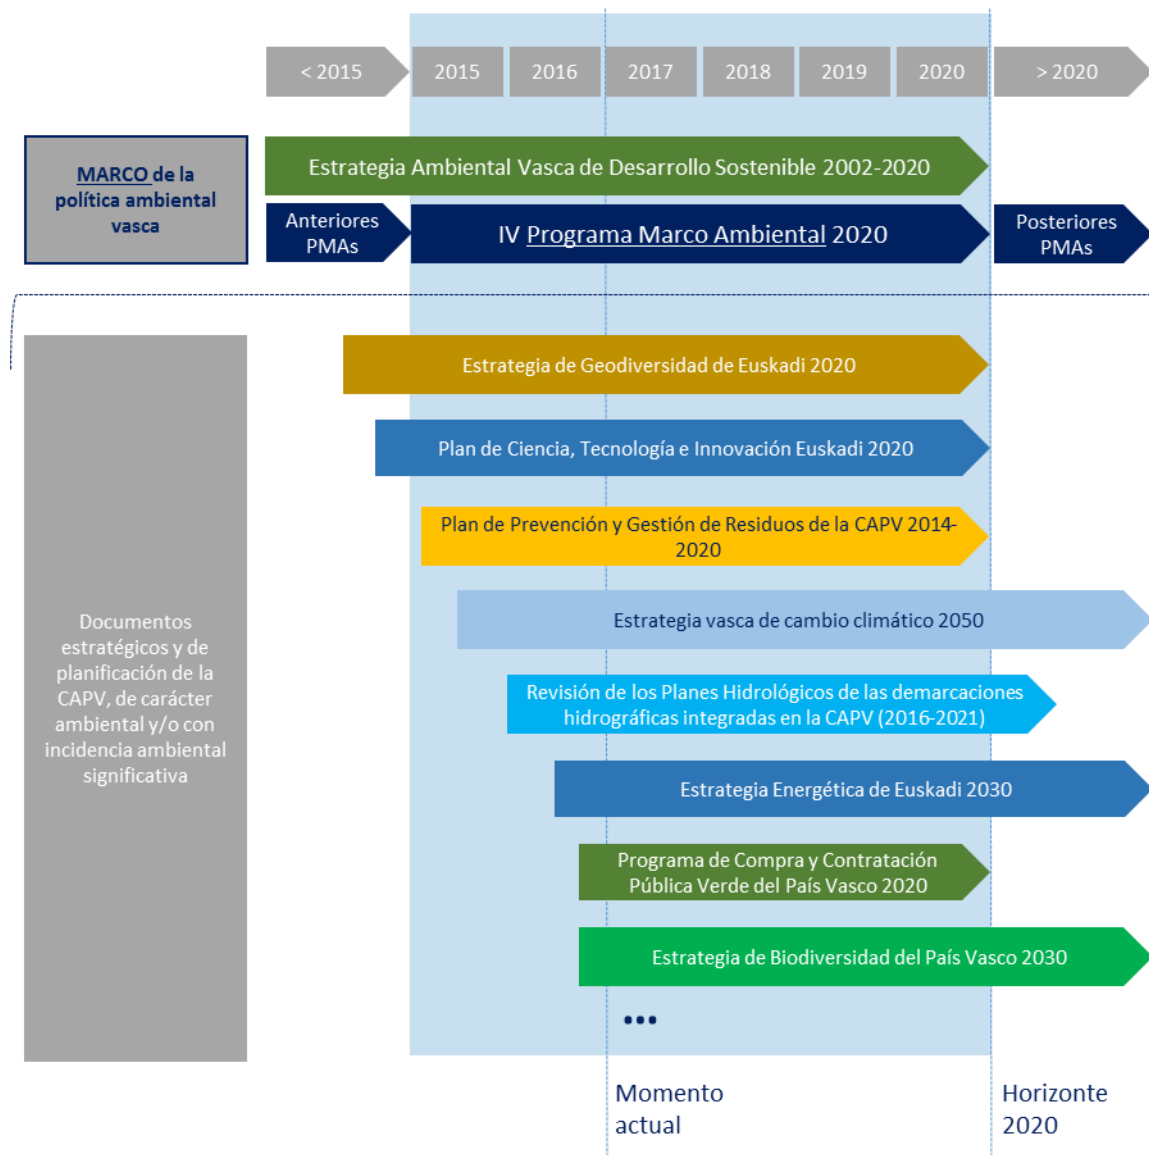 < 2015
2015
2016
2017
2018
2019
2020
> 2020
MARCO de la
política ambiental
vasca
Estrategia Ambiental Vasca de Desarrollo Sostenible 2002-2020
Anteriores
PMAs
IV Programa Marco Ambiental 2020
Posteriores
PMAs
Documentos
estratégicos y de
planificación de la
CAPV, de carácter
ambiental y/o con
incidencia ambiental
significativa
Estrategia de Geodiversidad de Euskadi 2020
Plan de Ciencia, Tecnología e Innovación Euskadi 2020
Plan de Prevención y Gestión de Residuos de la CAPV 2014-
2020
Estrategia vasca de cambio climático 2050
Revisión de los Planes Hidrológicos de las demarcaciones
hidrográficas integradas en la CAPV (2016-2021)
Estrategia Energética de Euskadi 2030
Programa de Compra y Contratación
Pública Verde del País Vasco 2020
Estrategia de Biodiversidad del País Vasco 2030
...
Momento
actual
Horizonte
2020